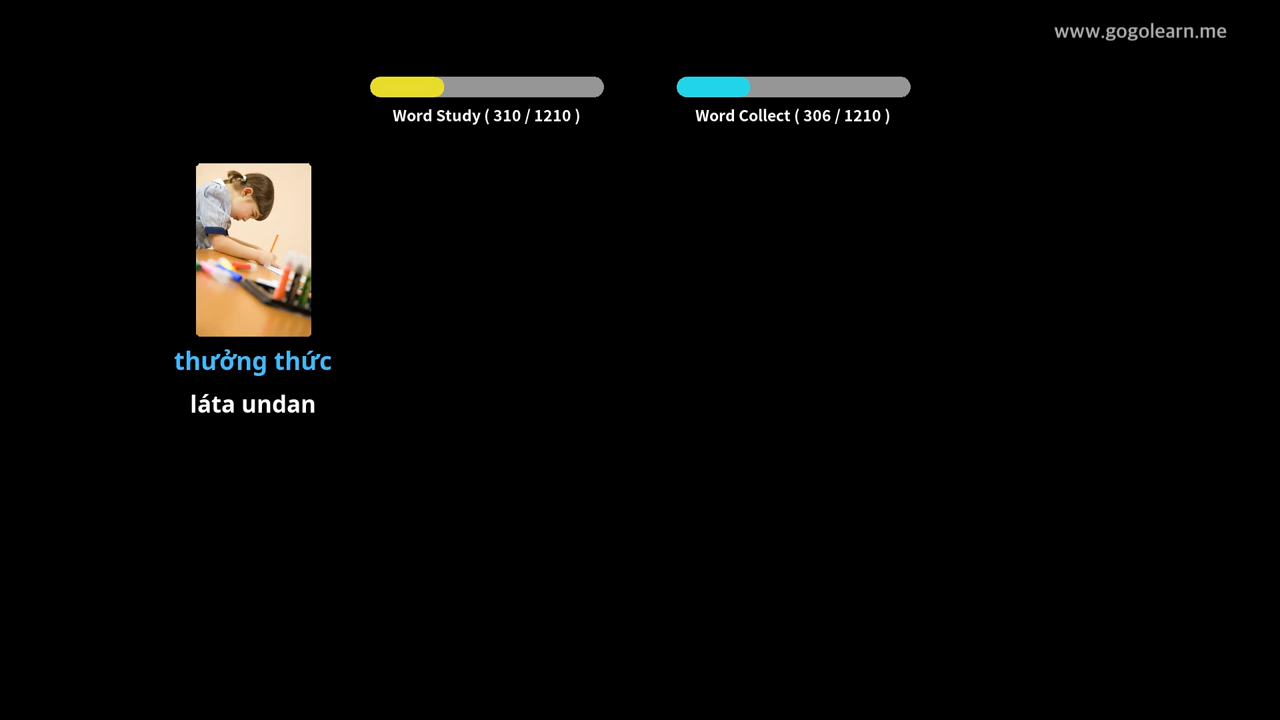 www.gogolearn.me
Word Study ( 310 / 1210 )
Word Collect ( 306 / 1210 )
thưởng thức
láta undan